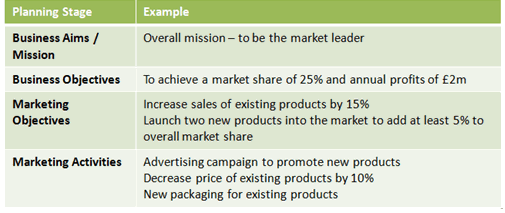 Planning Stage Example
Business Aims / Overall mission – to be the market leader
Mission
Business Objectives To achieve a market share of 25% and annual profits of £2m
Marketing Increase sales of existing products by 15%
Objectives Launch two new products into the market to add at least 5% to
overall market share
Marketing Activities Advertising campaign to promote new products
Decrease price of existing products by 10%
New packaging for existing products